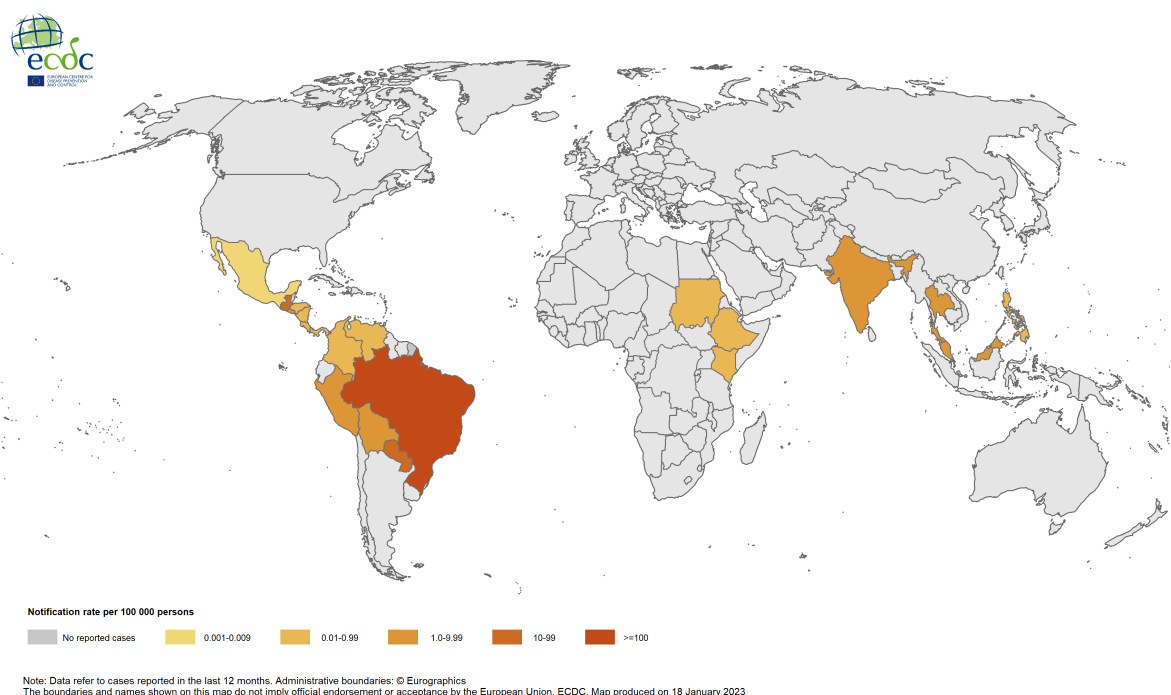 ecdc
EUROPEAN CENTRE FOR
DISEASE PREVENTION
AND CONTROL
Notification rate per 100 000 persons
No reported cases
0.001-0.009
0.01-0.99
1.0-9.99
10-99
>=100
Note: Data refer to cases reported in the last 12 months. Administrative boundaries: © Eurographics
The boundaries and names shown on this map do not imply official endorsement or acceptance by the European Union. ECDC. Map produced on 18 January 2023